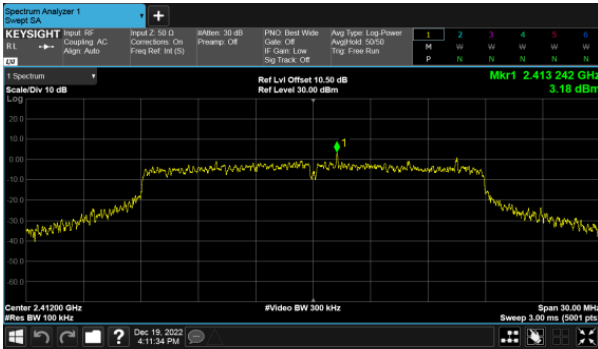 Spectrum Analyzer 1
Swept SA
+
KEYSIGHT
Input: RF
Input Z: 50 Ω
#Atten: 30 dB
PNO: Best Wide
Avg Type: Log-Power
1 2 3 4 5 6
RL
Coupling: AC
Corrections: On
Preamp: Off
Gate: Off
Avg|Hold: 50/50
M W W W W W
Align: Auto
Freq Ref: Int (S)
IF Gain: Low
Trig: Free Run
P N N N N N
Sig Track: Off
1 Spectrum
Scale/Div 10 dB
Ref Lvl Offset 10.50 dB
Ref Level 30.00 dBm
Mkr1 2.413 242 GHz
3.18 dBm
Log
20.0
10.0
0.00
-10.0
-20.0
-30.0
-40.0
-50.0
-60.0
1
Center 2.41200 GHz
#Video BW 300 kHz
Span 30.00 MHz
#Res BW 100 kHz
Sweep 3.00 ms (5001 pts)
?
Dec 19, 2022
4:11:34 PM